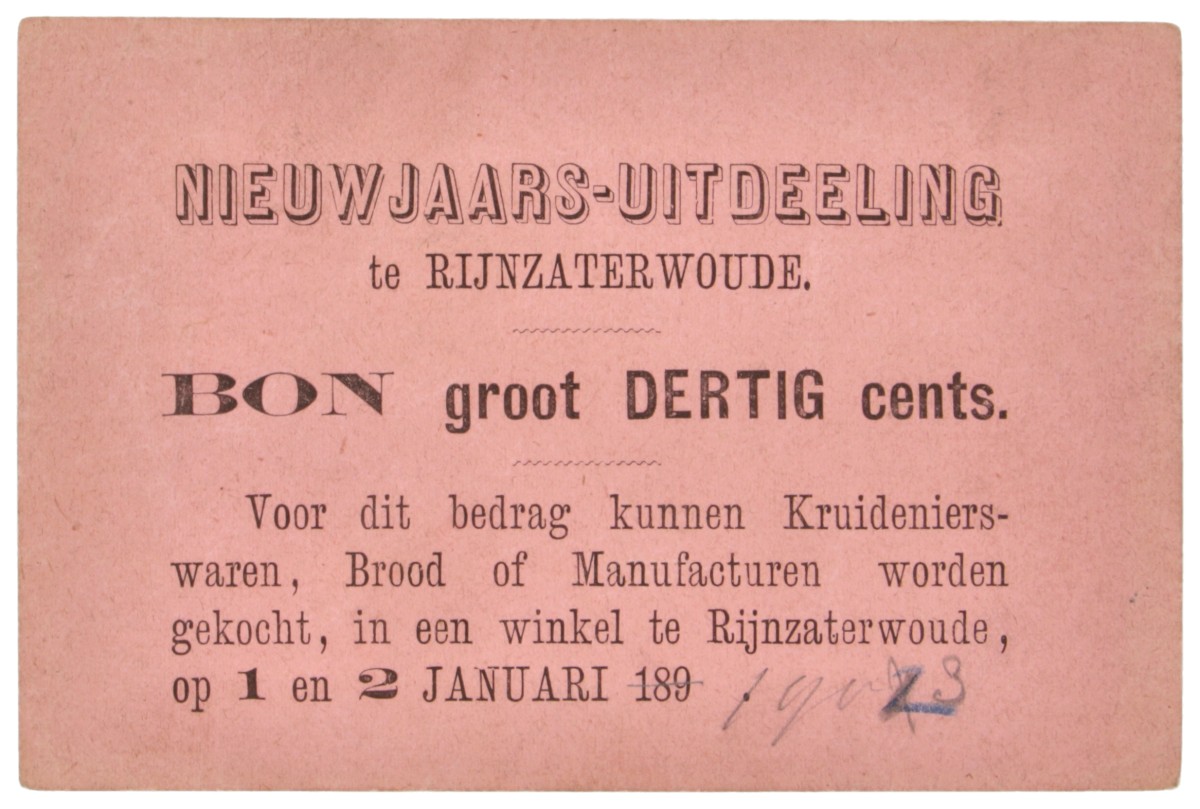 NIEUWJAARS-UITDEELING
te RIJNZATERWOUDE.
BON groot DERTIG cents.
Voor dit bedrag kunnen Kruideniers-
waren, Brood of Manufacturen worden
gekocht, in een winkel te Rijnzaterwoude,
op 1 en 2 JANUARI 189 .